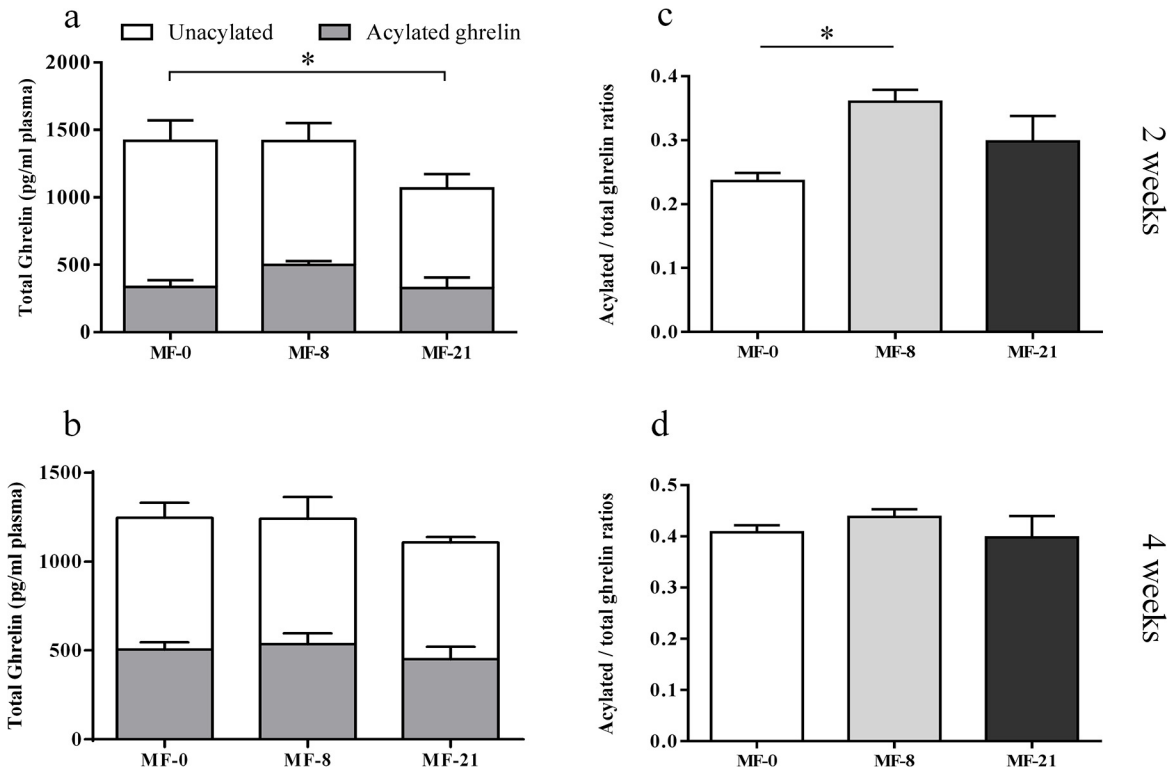 a
Unacylated
Acylated ghrelin
*
2000
1500
1000
500
0
Total Ghrelin (pg/ml plasma)
MF-0
MF-8
MF-21
c
*
0.4
0.3
0.2
0.1
0.0
Acylated / total ghrelin ratios
MF-0
MF-8
MF-21
2 weeks
b
1500
1000
500
0
Total Ghrelin (pg/ml plasma)
MF-0
MF-8
MF-21
d
0.5
0.4
0.3
0.2
0.1
0.0
Acylated / total ghrelin ratios
MF-0
MF-8
MF-21
4 weeks